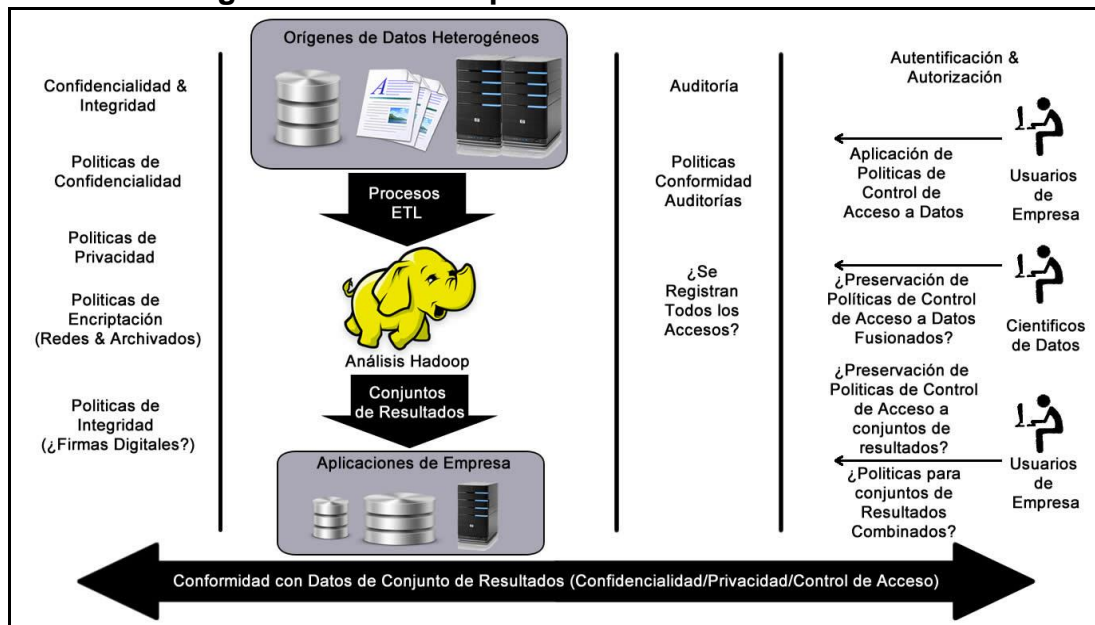 Orígenes de Datos Heterogéneos
Confidencialidad &
Integridad
Politicas de
Confidencialidad
Politicas de
Privacidad
Politicas de
Encriptación
(Redes & Archivados)
Politicas de
Integridad
(¿Firmas Digitales?)
Procesos
ETL
Análisis Hadoop
Conjuntos
de Resultados
Aplicaciones de Empresa
Auditoría
Politicas
Conformidad
Auditorías
¿Se
Registran
Todos los
Accesos?
Autentificación &
Autorización
Aplicación de
Politicas de
Control de
Acceso a Datos
Usuarios
de
Empresa
¿Preservación de
Políticas de Control
de Acceso a Datos
Fusionados?
Cientificos
de Datos
¿Preservación de
Politicas de Control
de Acceso a
conjuntos de
resultados?
¿Politicas para
conjuntos de
Resultados
Combinados?
Usuarios
de
Empresa
Conformidad con Datos de Conjunto de Resultados (Confidencialidad/Privacidad/Control de Acceso)